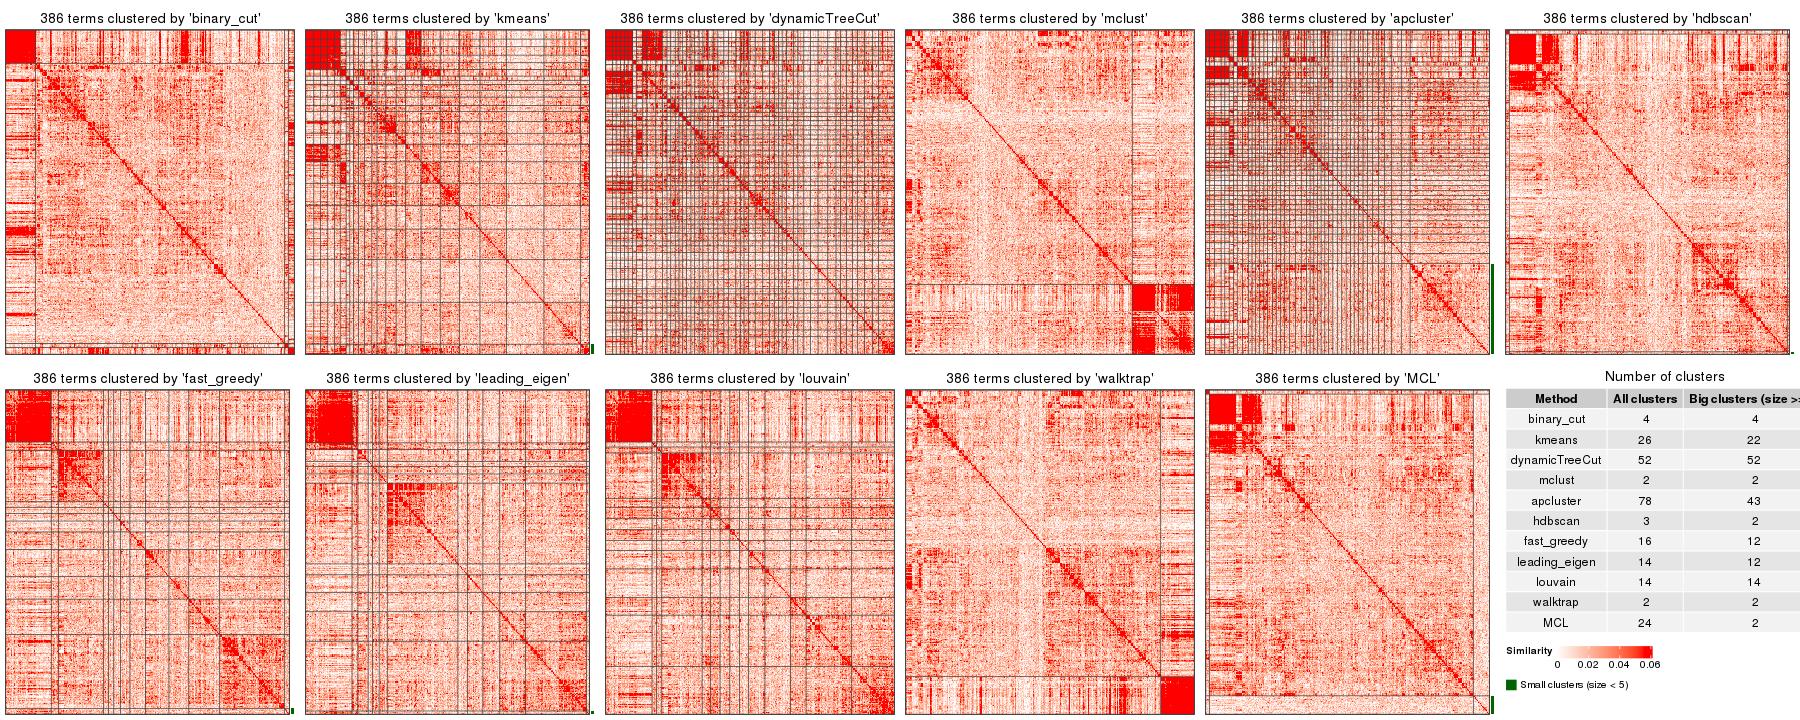 386 terms clustered by 'binary_cut'
386 terms clustered by 'kmeans'
386 terms clustered by 'dynamicTreeCut'
386 terms clustered by 'mclust'
386 terms clustered by 'apcluster'
386 terms clustered by 'hdbscan'
386 terms clustered by 'fast_greedy'
386 terms clustered by 'leading_eigen'
386 terms clustered by 'louvain'
386 terms clustered by 'walktrap'
386 terms clustered by 'MCL'
Number of clusters
Method All clusters Big clusters (size >=
binary_cut 4 4
kmeans 26 22
dynamicTreeCut 52 52
mclust 2 2
apcluster 78 43
hdbscan 3 2
fast_greedy 16 12
leading_eigen 14 12
louvain 14 14
walktrap 2 2
MCL 24 2
Similarity
0 0.02 0.04 0.06
Small clusters (size < 5)